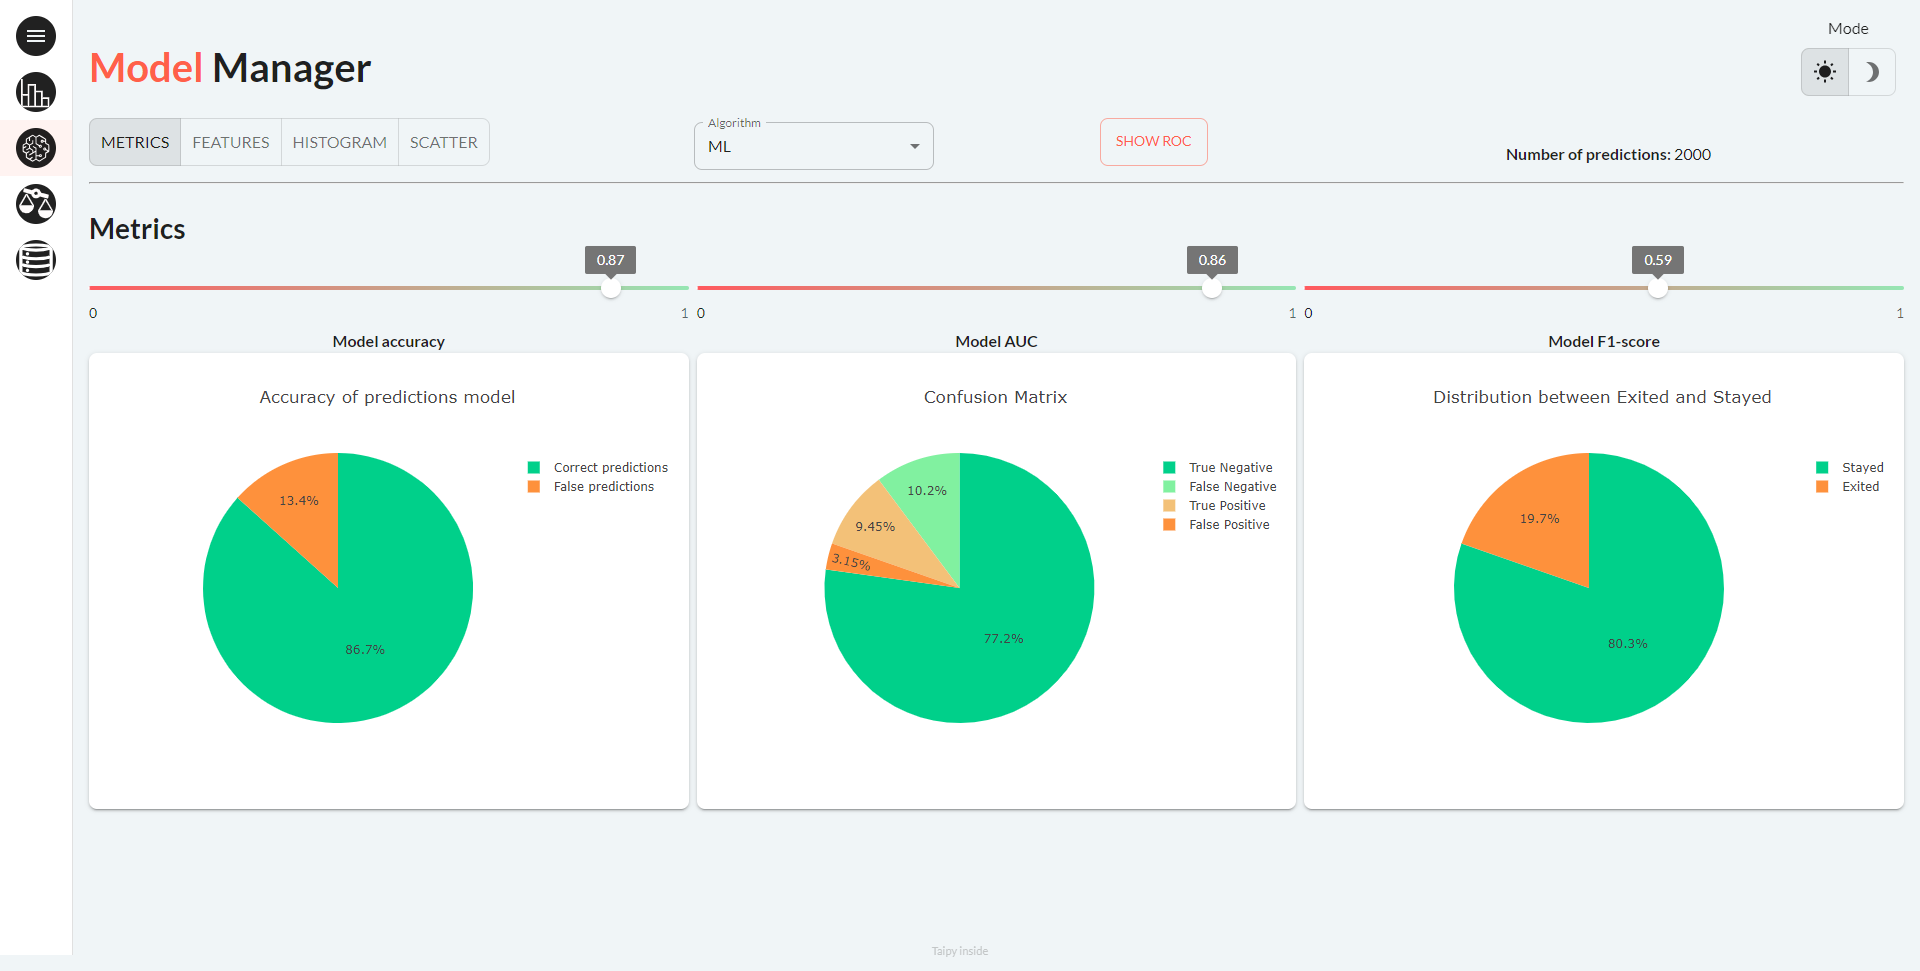 Mode
Model Manager
METRICS FEATURES HISTOGRAM SCATTER
Algorithm
ML
SHOW ROC
Number of predictions: 2000
Metrics
0.87
0 1
Model accuracy
0.86
0 1
Model AUC
0.59
0 1
Model F1-score
Accuracy of predictions model
Correct predictions
False predictions
13.4%
86.7%
Confusion Matrix
True Negative
False Negative
True Positive
False Positive
10.2%
9.45%
3.15%
77.2%
Distribution between Exited and Stayed
Stayed
Exited
19.7%
80.3%
Taipy inside